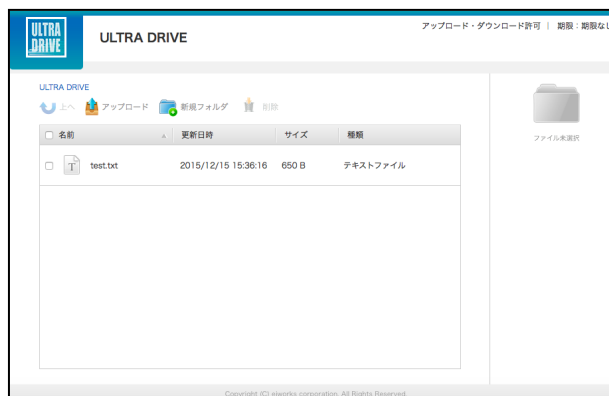 ULTRA
DRIVE
ULTRA DRIVE
アップロード・ダウンロード許可 | 期限：期限なし
ULTRA DRIVE
上へ アップロード 新規フォルダ 削除
名前 更新日時 サイズ 種類
T test.txt 2015/12/15 15:36:16 650 B テキストファイル
ファイル未選択
Copyright (C) eiworks corporation. All Rights Reserved.